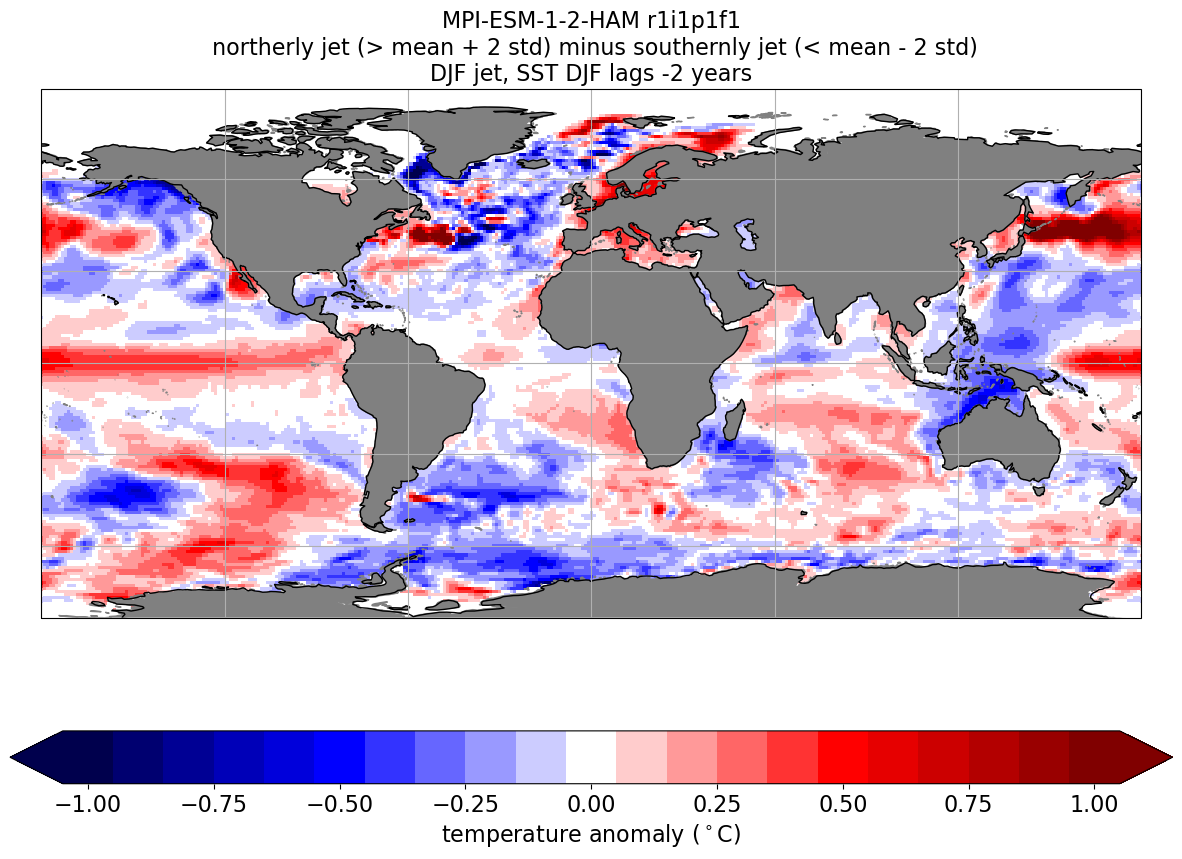 MPI-ESM-1-2-HAM r1i1p1f1
northerly jet (> mean + 2 std) minus southernly jet (< mean - 2 std)
DJF jet, SST DJF lags -2 years
−1.00 −0.75 −0.50 −0.25 0.00 0.25 0.50 0.75 1.00
temperature anomaly (°C)